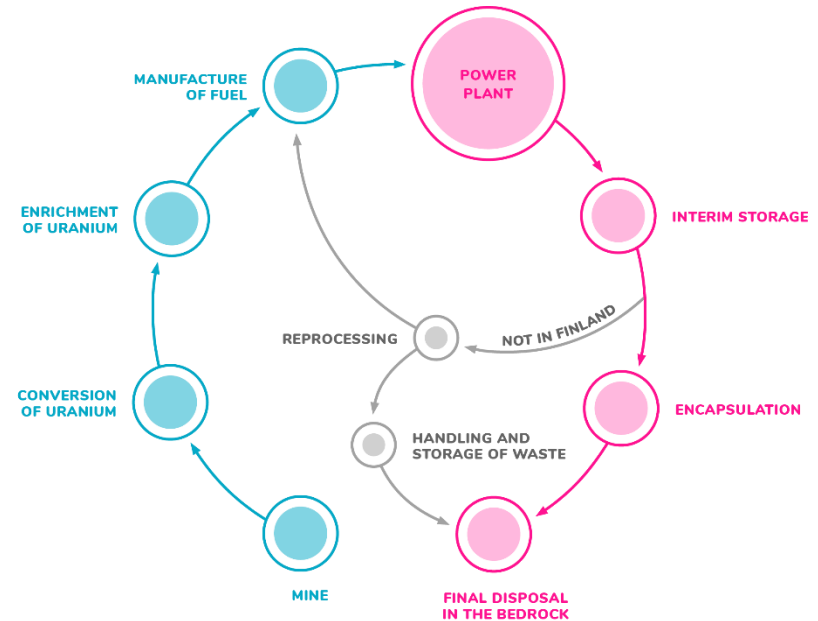 POWER
PLANT
MANUFACTURE
OF FUEL
ENRICHMENT
OF URANIUM
INTERIM STORAGE
NOT IN FINLAND
REPROCESSING
CONVERSION
OF URANIUM
ENCAPSULATION
HANDLING AND
STORAGE OF WASTE
MINE
FINAL DISPOSAL
IN THE BEDROCK